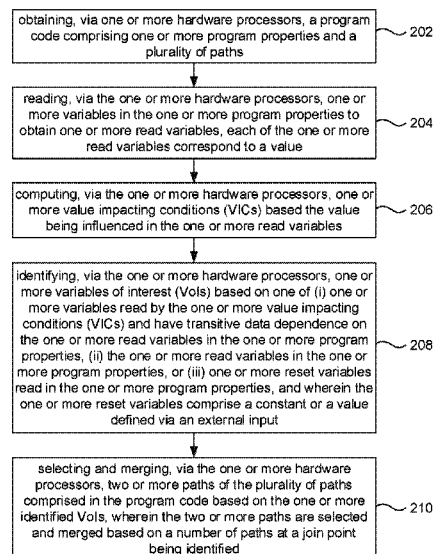 obtaining, via one or more hardware processors, a program
code comprising one or more program properties and a
plurality of paths
202
reading, via the one or more hardware processors, one or
more variables in the one or more program properties to
obtain one or more read variables, each of the one or more
read variables correspond to a value
204
computing, via the one or more hardware processors, one or
more value impacting conditions (VICs) based the value
being influenced in the one or more read variables
206
identifying, via the one or more hardware processors, one or
more variables of interest (VoIs) based on one of (i) one or
more variables read by the one or more value impacting
conditions (VICs) and have transitive data dependence on
the one or more read variables in the one or more program
properties, (ii) the one or more read variables in the one or
more program properties, or (iii) one or more reset variables
read in the one or more program properties, and wherein the
one or more reset variables comprise a constant or a value
defined via an external input
208
selecting and merging, via the one or more hardware
processors, two or more paths of the plurality of paths
comprised in the program code based on the one or more
identified VoIs, wherein the two or more paths are selected
and merged based on a number of paths at a join point
being identified
210